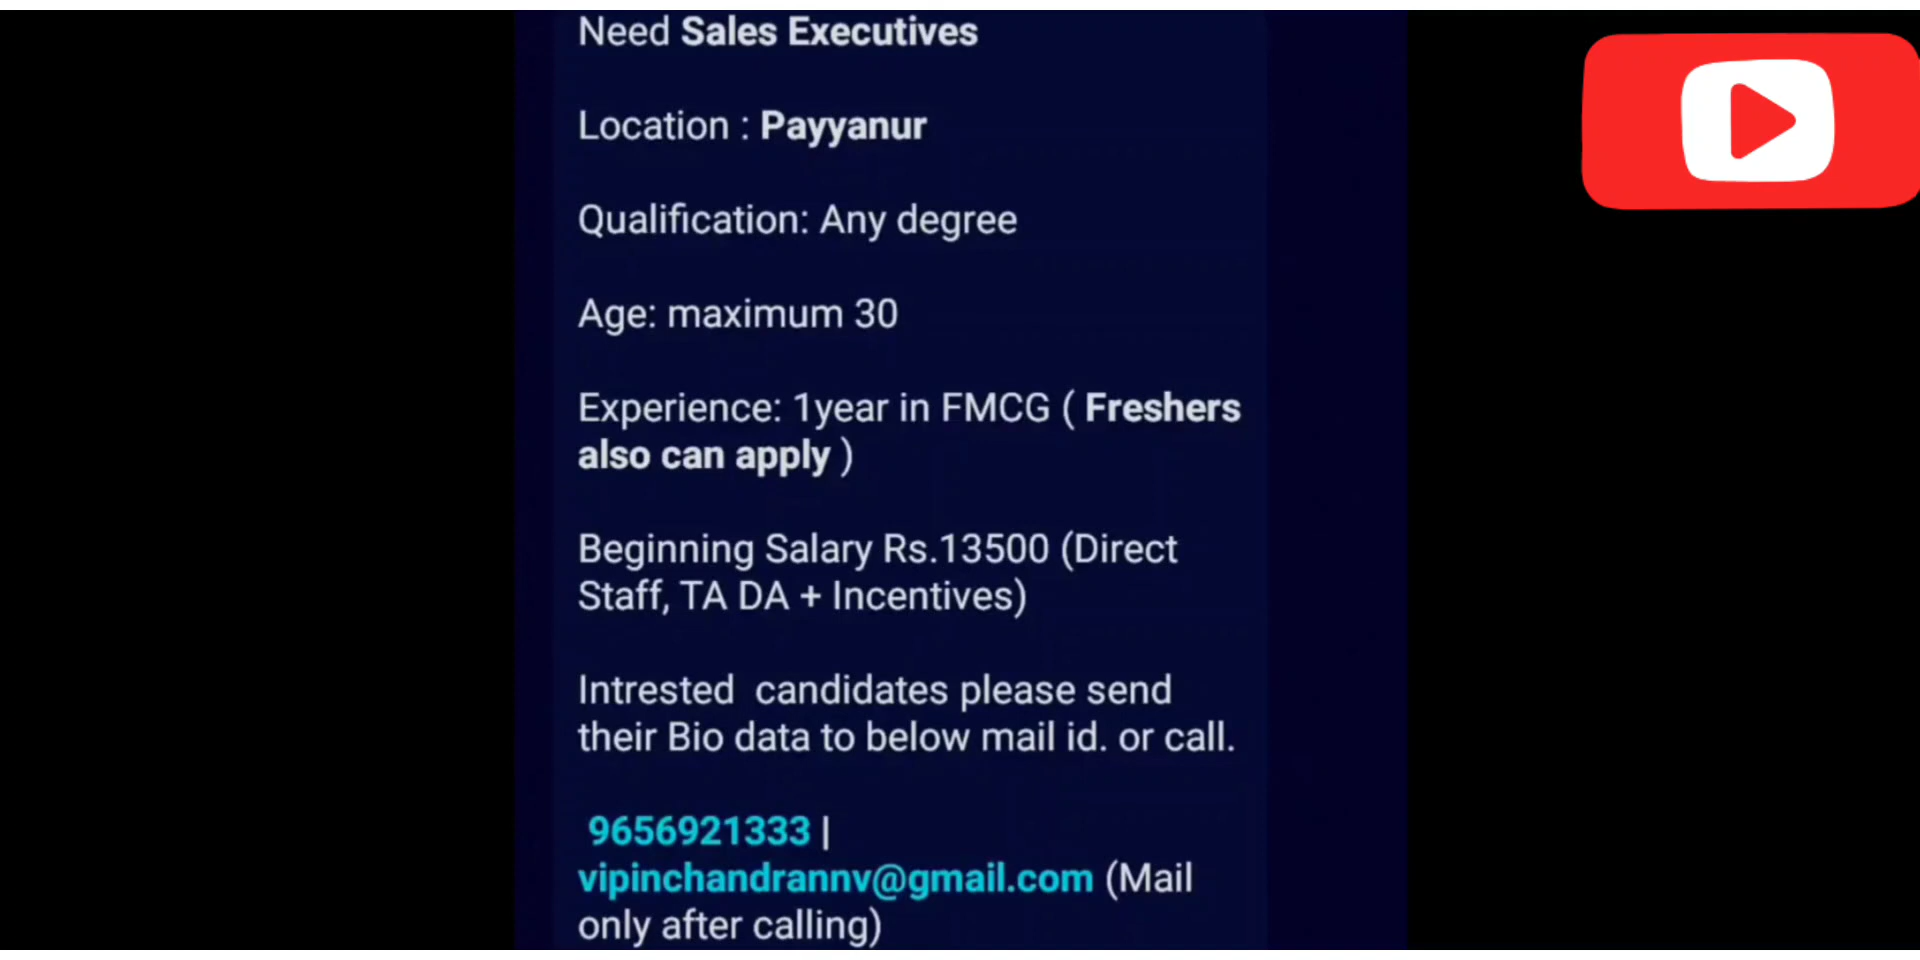 Need Sales Executives
Location : Payyanur
Qualification: Any degree
Age: maximum 30
Experience: 1year in FMCG ( Freshers
also can apply )
Beginning Salary Rs.13500 (Direct
Staff, TA DA + Incentives)
Intrested  candidates please send
their Bio data to below mail id. or call.
9656921333 |
vipinchandrannv@gmail.com (Mail
only after calling)